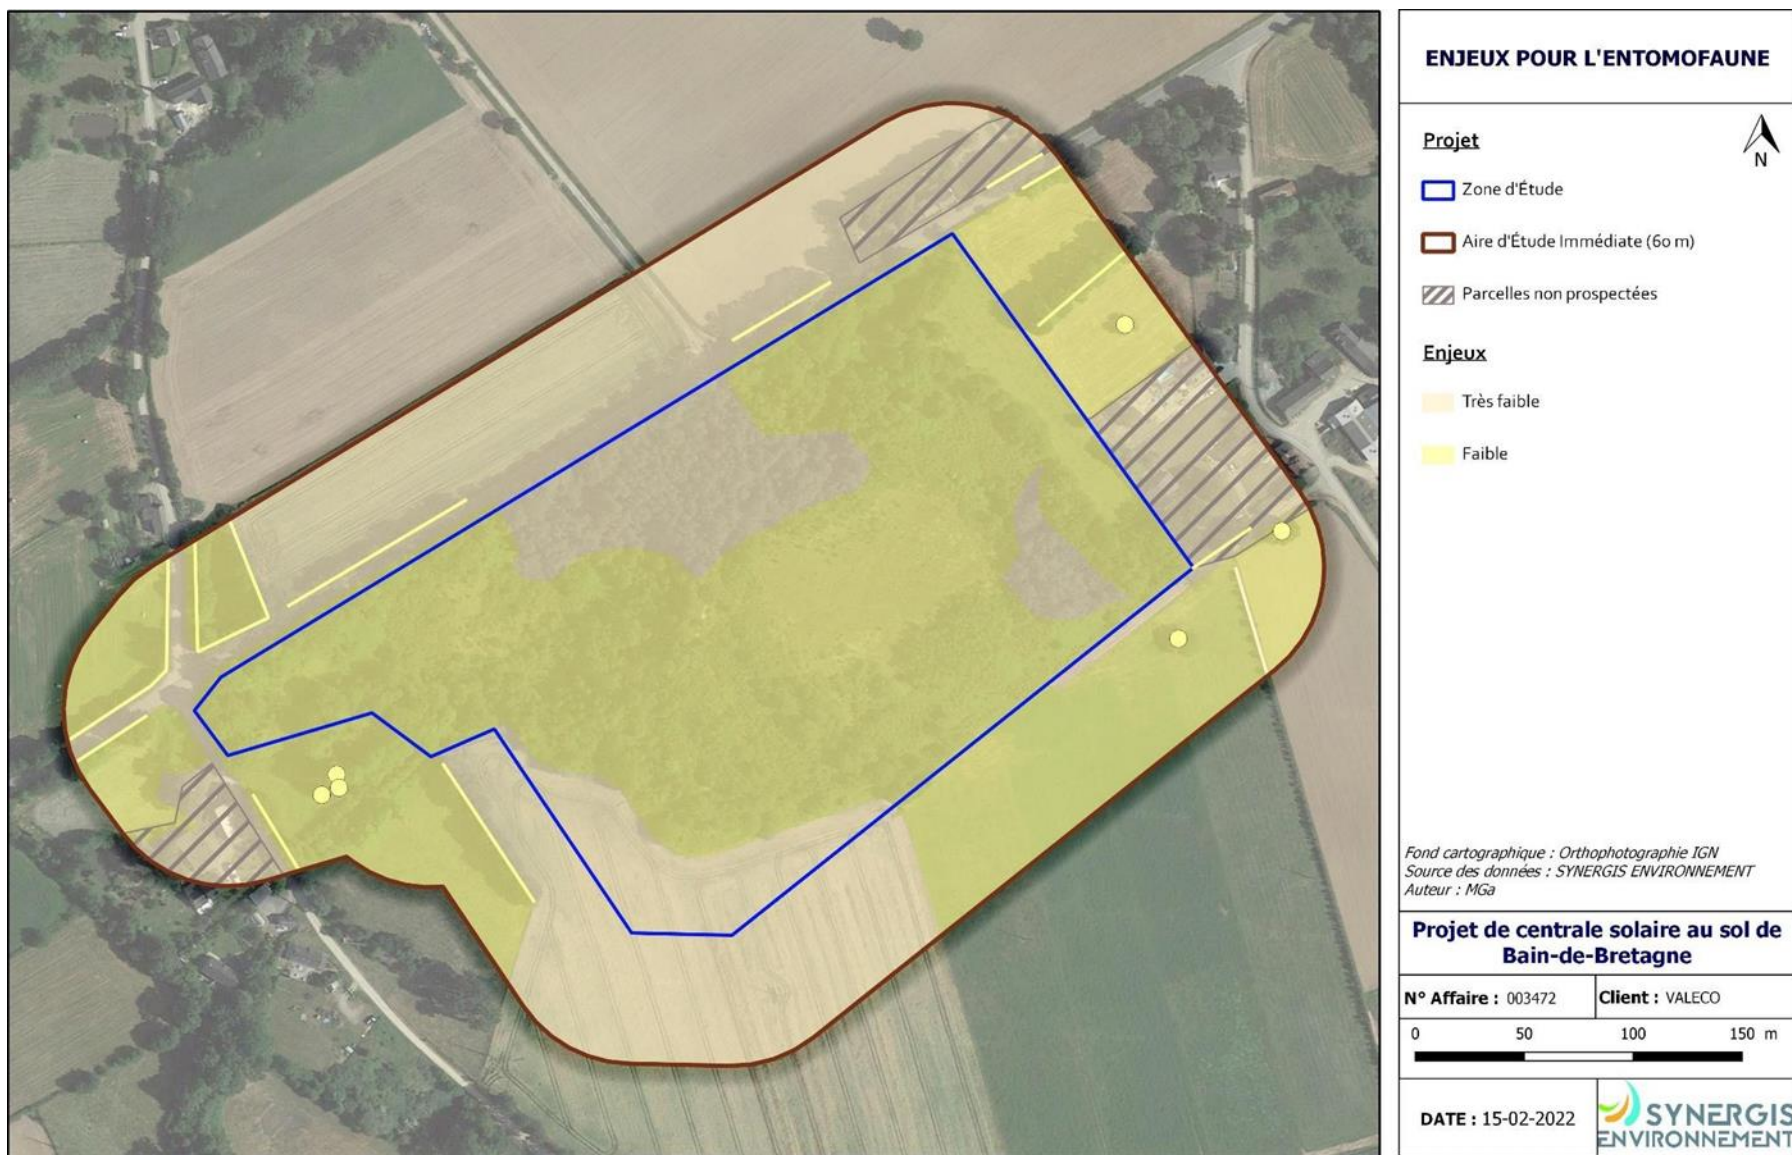 ENJEUX POUR L'ENTOMOFAUNE
N
Projet
Zone d'Étude
Aire d'Étude Immédiate (60 m)
Parcelles non prospectées
Enjeux
Très faible
Faible
Fond cartographique : Orthophotographie IGN
Source des données : SYNERGIS ENVIRONNEMENT
Auteur : MGa
Projet de centrale solaire au sol de
Bain-de-Bretagne
N° Affaire : 003472 Client : VALECO
0 50 100 150 m
DATE : 15-02-2022
SYNERGIS
ENVIRONNEMENT